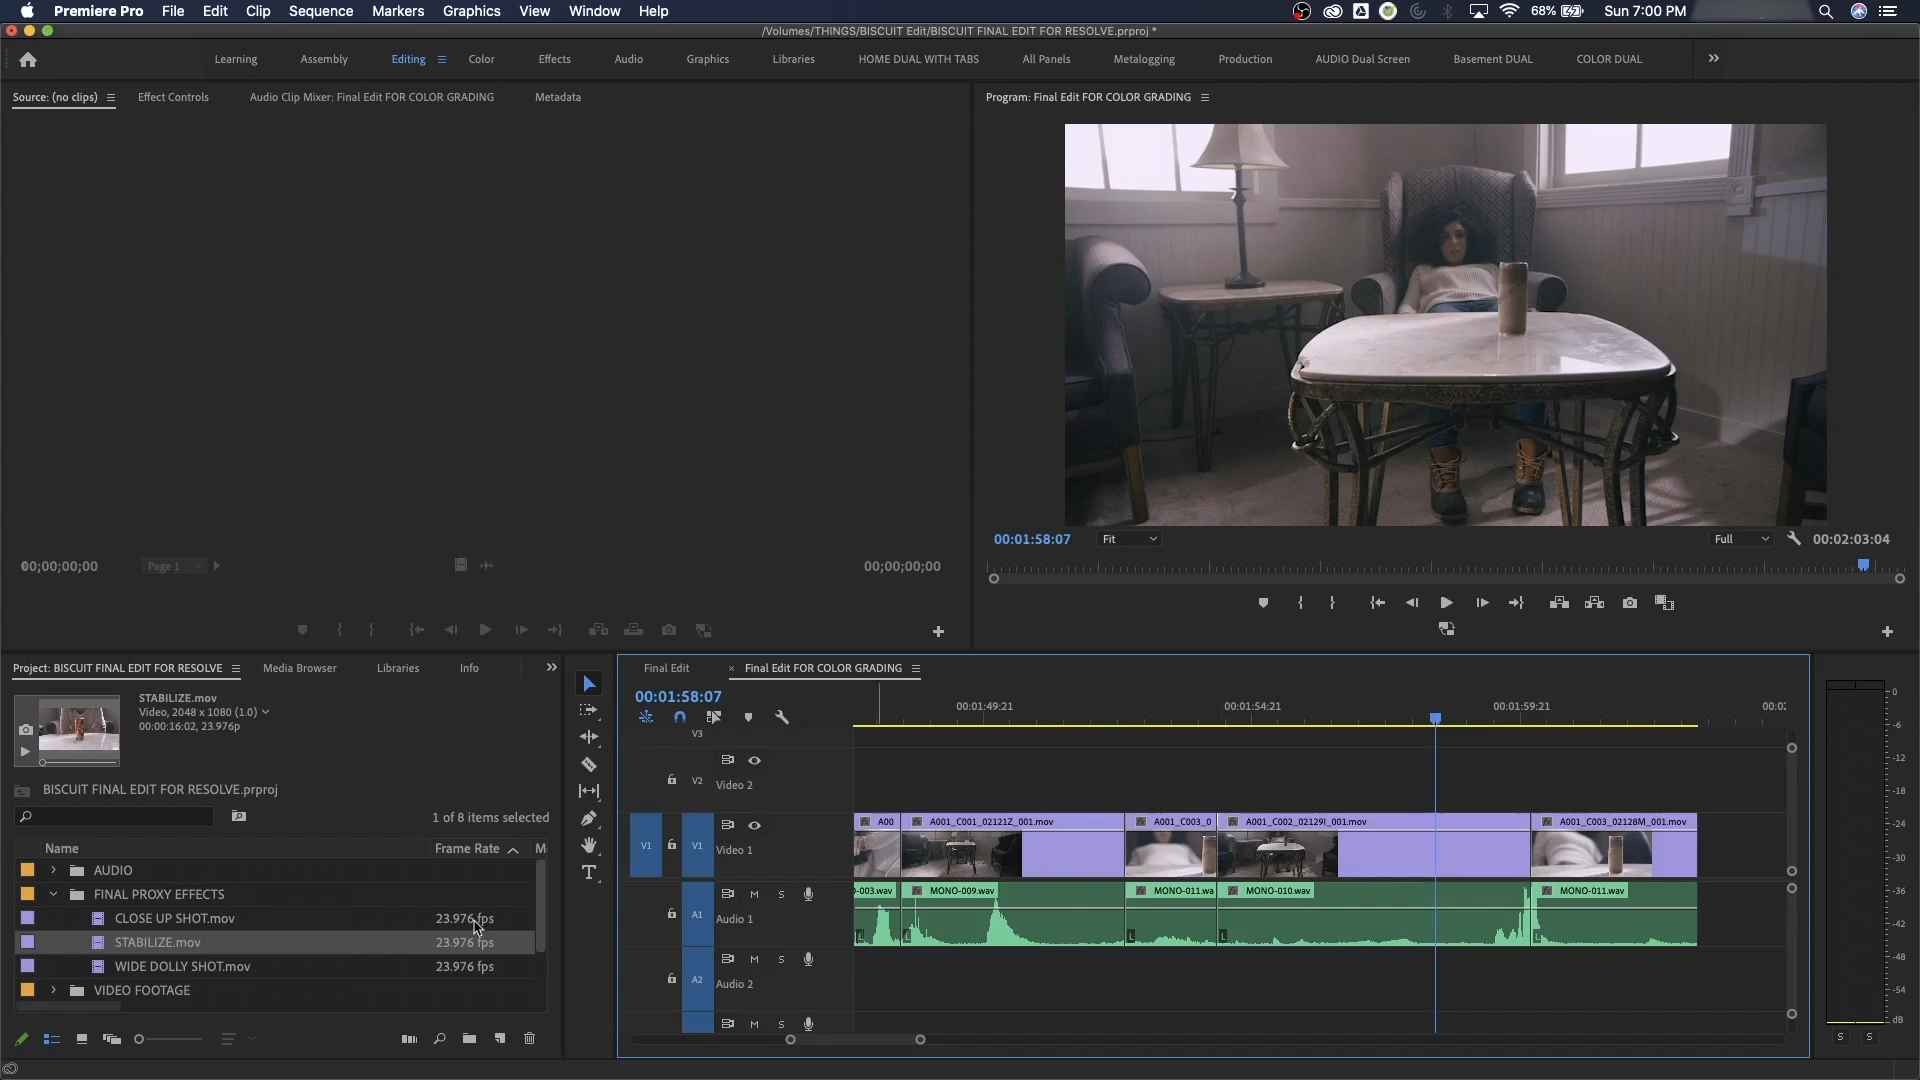 Premiere Pro File Edit Clip Sequence Markers Graphics View Window Help 68% Sun 7:00 PM
/Volumes/THINGS/BISCUIT Edit/BISCUIT FINAL EDIT FOR RESOLVE.prproj *
Learning Assembly Editing Color Effects Audio Graphics Libraries HOME DUAL WITH TABS All Panels Metalogging Production AUDIO Dual Screen Basement DUAL COLOR DUAL
Source: (no clips) Effect Controls Audio Clip Mixer: Final Edit FOR COLOR GRADING Metadata
Program: Final Edit FOR COLOR GRADING
00:01:58:07 Fit Full 00:02:03:04
00;00;00;00 Page 1 00;00;00;00
Project: BISCUIT FINAL EDIT FOR RESOLVE Media Browser Libraries Info
STABILIZE.mov
Video, 2048 x 1080 (1.0)
00:00:16:02, 23.976p
BISCUIT FINAL EDIT FOR RESOLVE.prproj
1 of 8 items selected
Name Frame Rate M
AUDIO
FINAL PROXY EFFECTS
CLOSE UP SHOT.mov 23.976 fps
STABILIZE.mov 23.976 fps
WIDE DOLLY SHOT.mov 23.976 fps
VIDEO FOOTAGE
T
Final Edit × Final Edit FOR COLOR GRADING
00:01:58:07
00:01:49:21 00:01:54:21 00:01:59:21 00:02
V3
V2 Video 2
V1 V1 Video 1
A00 A001_C001_02121Z_001.mov A001_C003_0 A001_C002_02129I_001.mov A001_C003_02128M_001.mov
M S
A1 Audio 1
O-003.wav MONO-009.wav MONO-011.wa MONO-010.wav MONO-011.wav
L L L L L
M S
A2 Audio 2
M S
0
-6
-12
-18
-24
-30
-36
-42
-48
-54
dB
S S